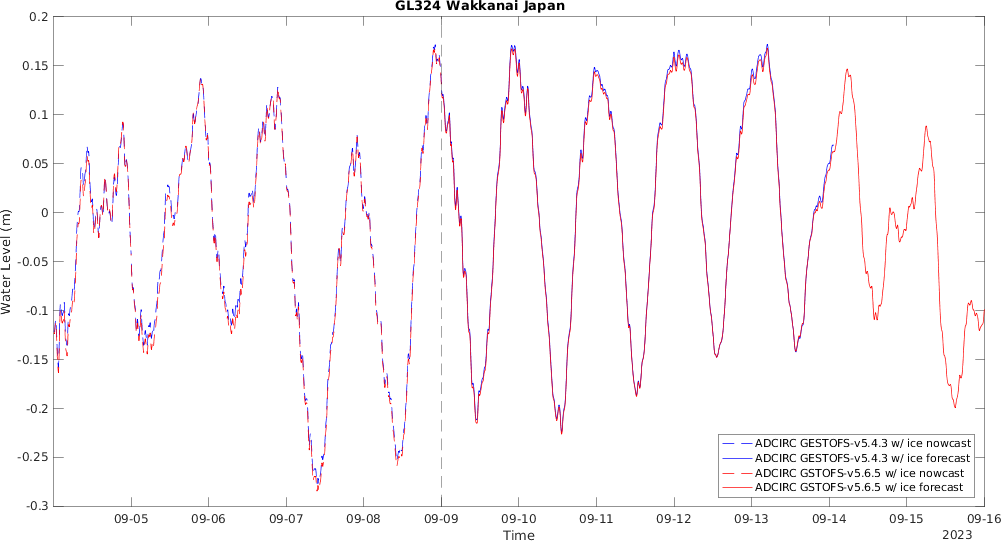 GL324 Wakkanai Japan
0.2
0.15
0.1
0.05
0
-0.05
-0.1
-0.15
-0.2
-0.25
-0.3
Water Level (m)
ADCIRC GESTOFS-v5.4.3 w/ ice nowcast
ADCIRC GESTOFS-v5.4.3 w/ ice forecast
ADCIRC GSTOFS-v5.6.5 w/ ice nowcast
ADCIRC GSTOFS-v5.6.5 w/ ice forecast
09-05 09-06 09-07 09-08 09-09 09-10 09-11 09-12 09-13 09-14 09-15 09-16
Time
2023